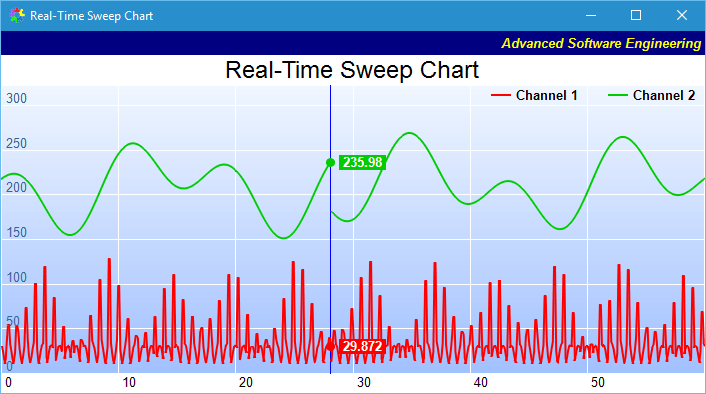 Real-Time Sweep Chart
Advanced Software Engineering
Real-Time Sweep Chart
Channel 1 Channel 2
300
250
235.98
200
150
100
50
29.872
0
0 10 20 30 40 50